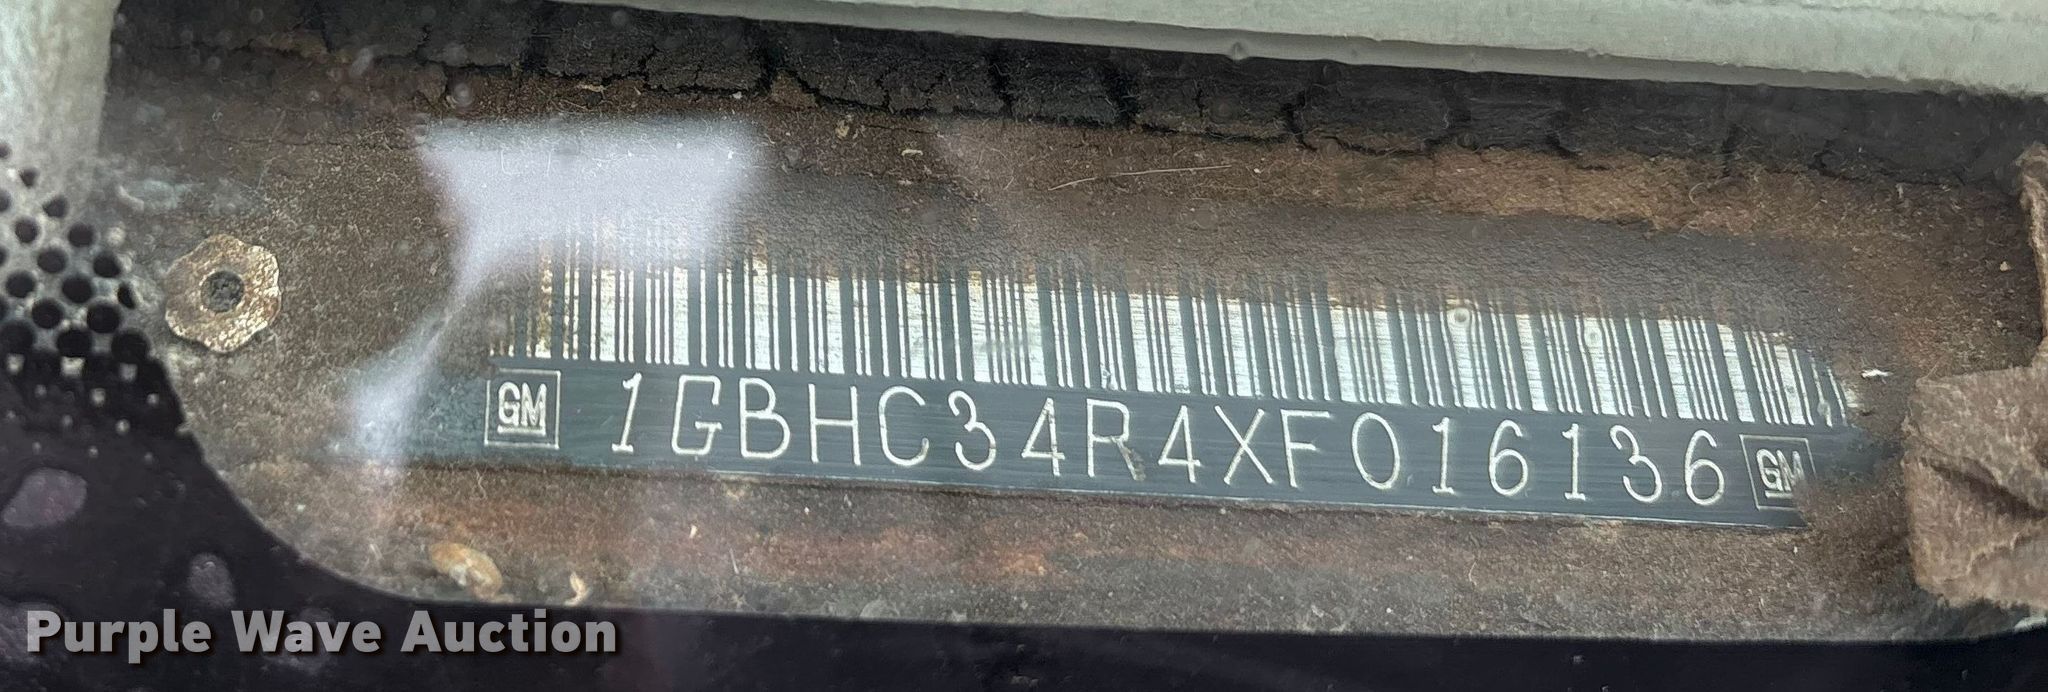 GM 1GBHC34R4XF016136 GM
Purple Wave Auction